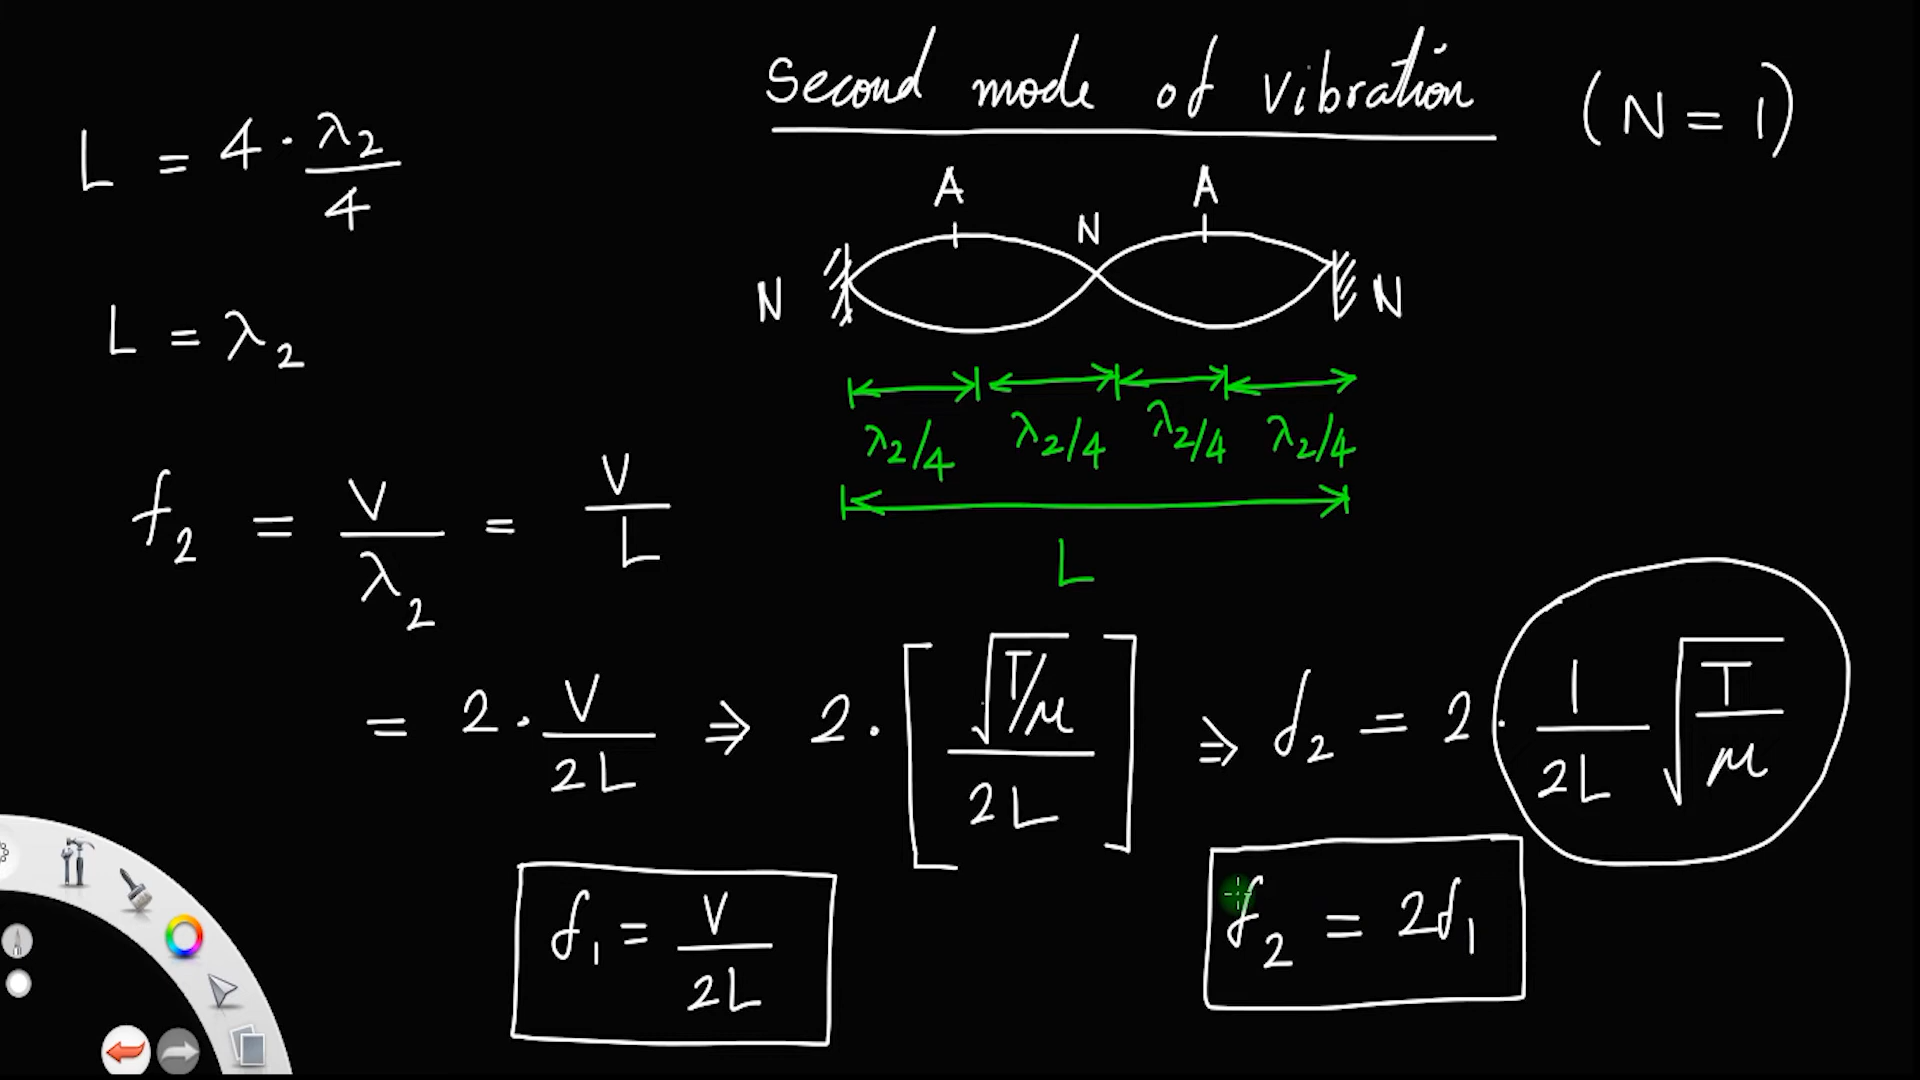 Second mode of Vibration (N = 1)
L = 4 · λ₂/4
A A
N N N
L = λ₂
λ₂/4 λ₂/4 λ₂/4 λ₂/4
L
f₂ = V/λ₂ = V/L
= 2 · V/2L ⇒ 2 · [√T/μ / 2L] ⇒ f₂ = 2 · 1/2L √T/μ
f₁ = V/2L
f₂ = 2f₁